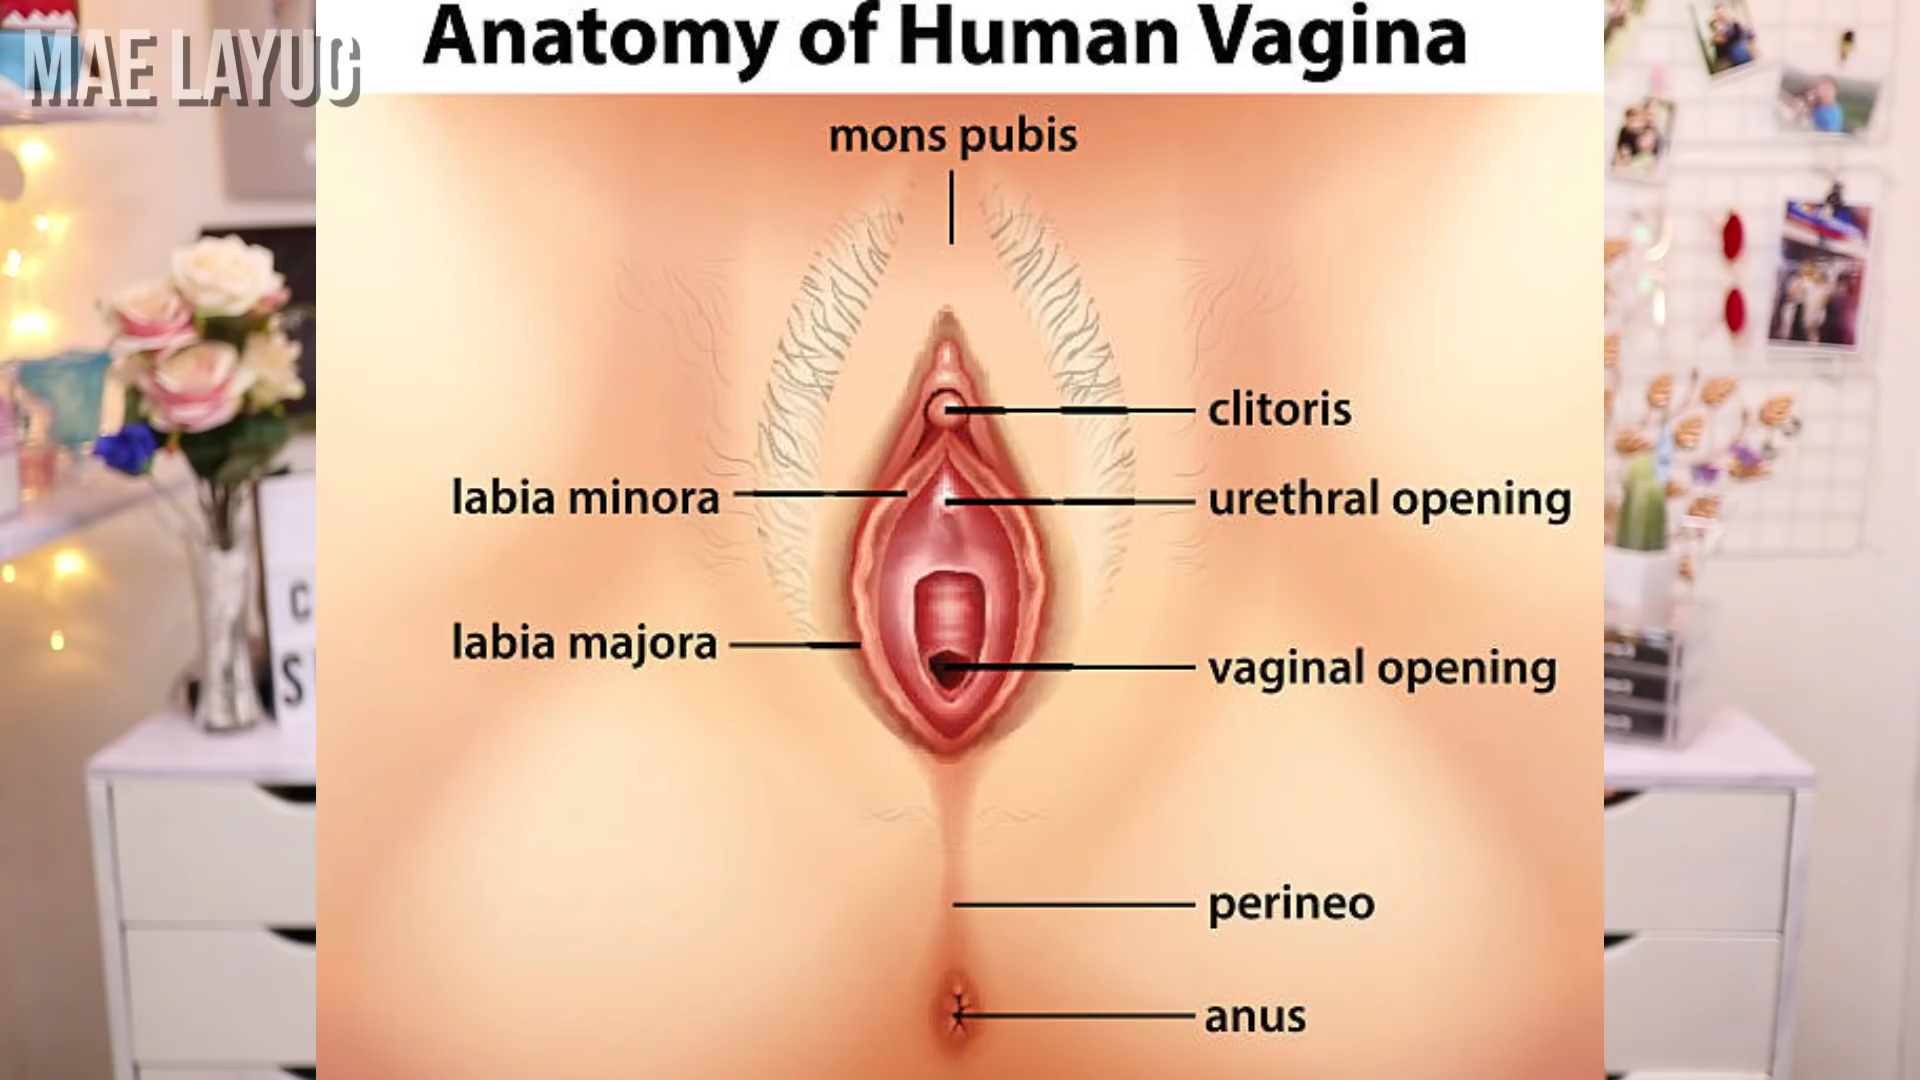 MAE LAYUG
Anatomy of Human Vagina
mons pubis
clitoris
labia minora
urethral opening
labia majora
vaginal opening
perineo
anus